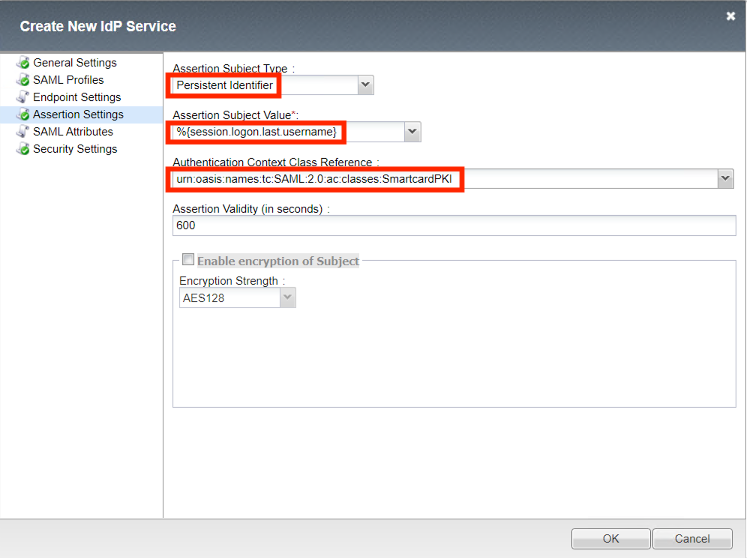 Create New IdP Service
General Settings
SAML Profiles
Endpoint Settings
Assertion Settings
SAML Attributes
Security Settings
Assertion Subject Type :
Persistent Identifier
Assertion Subject Value*:
%{session.logon.last.username}
Authentication Context Class Reference :
urn:oasis:names:tc:SAML:2.0:ac:classes:SmartcardPKI
Assertion Validity (in seconds) :
600
Enable encryption of Subject
Encryption Strength :
AES128
OK Cancel